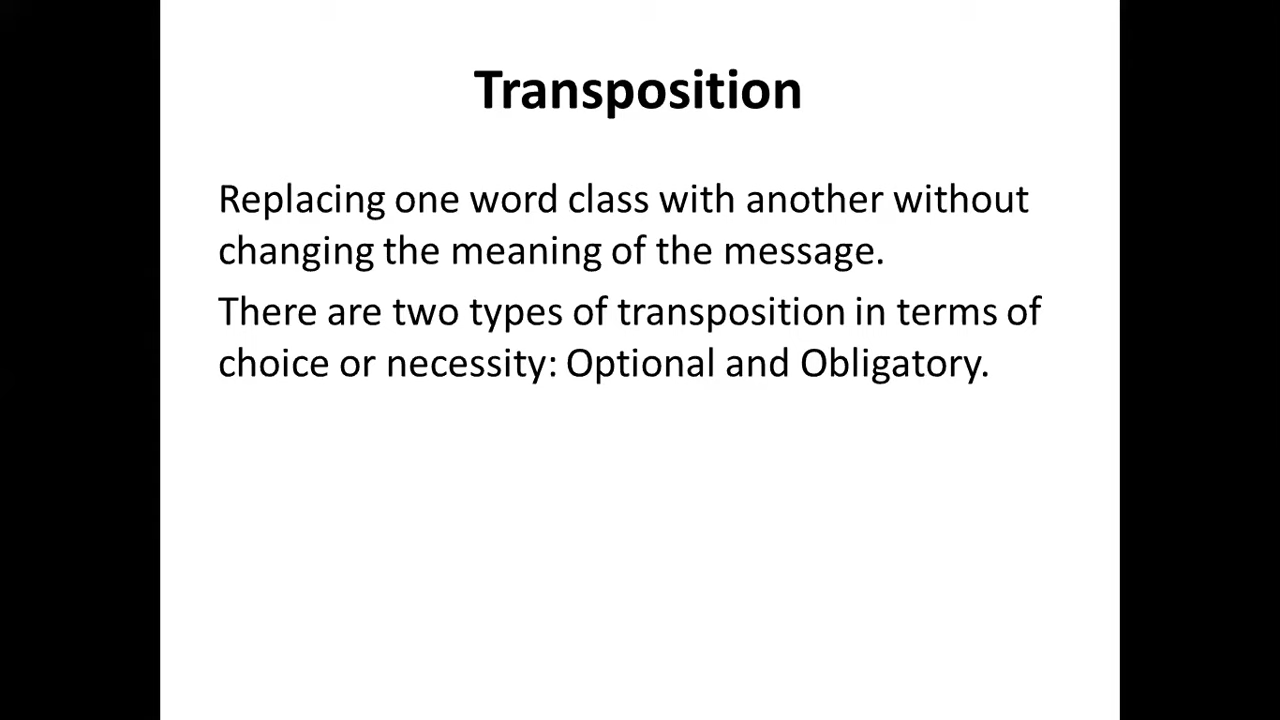 Transposition
Replacing one word class with another without
changing the meaning of the message.
There are two types of transposition in terms of
choice or necessity: Optional and Obligatory.